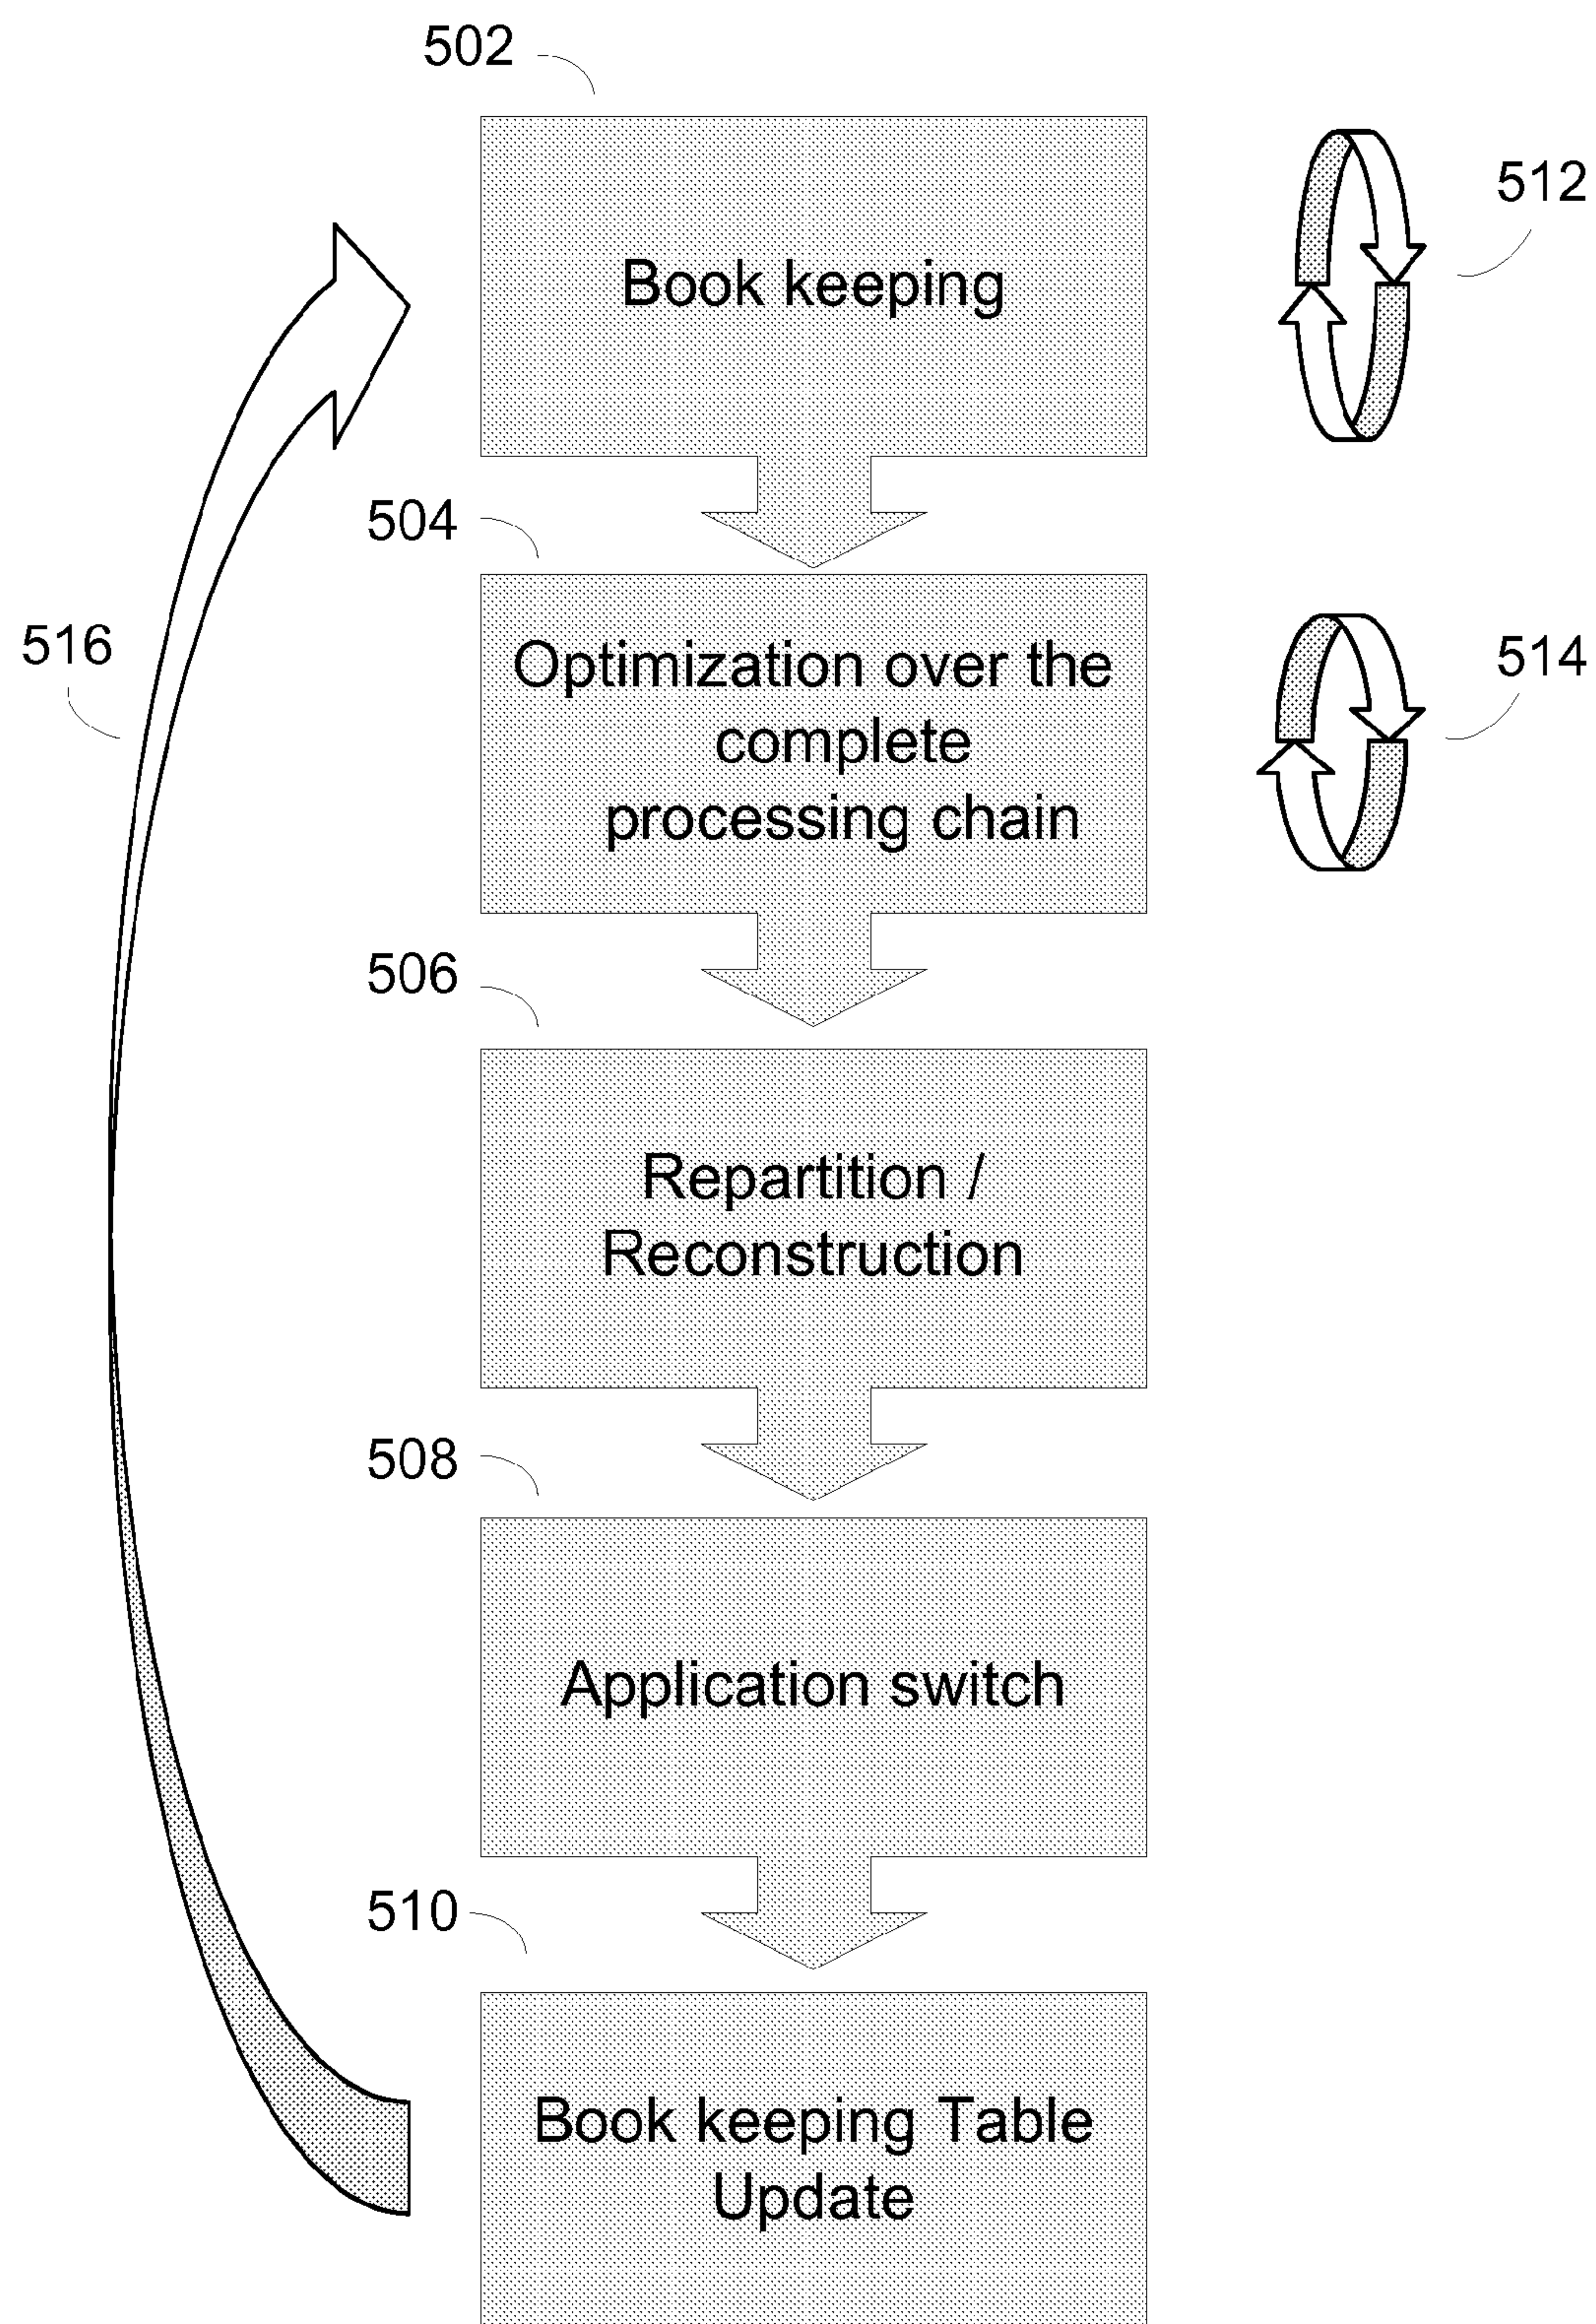 502
512
Book keeping
504
516
514
Optimization over the
complete
processing chain
506
Repartition /
Reconstruction
508
Application switch
510
Book keeping Table
Update